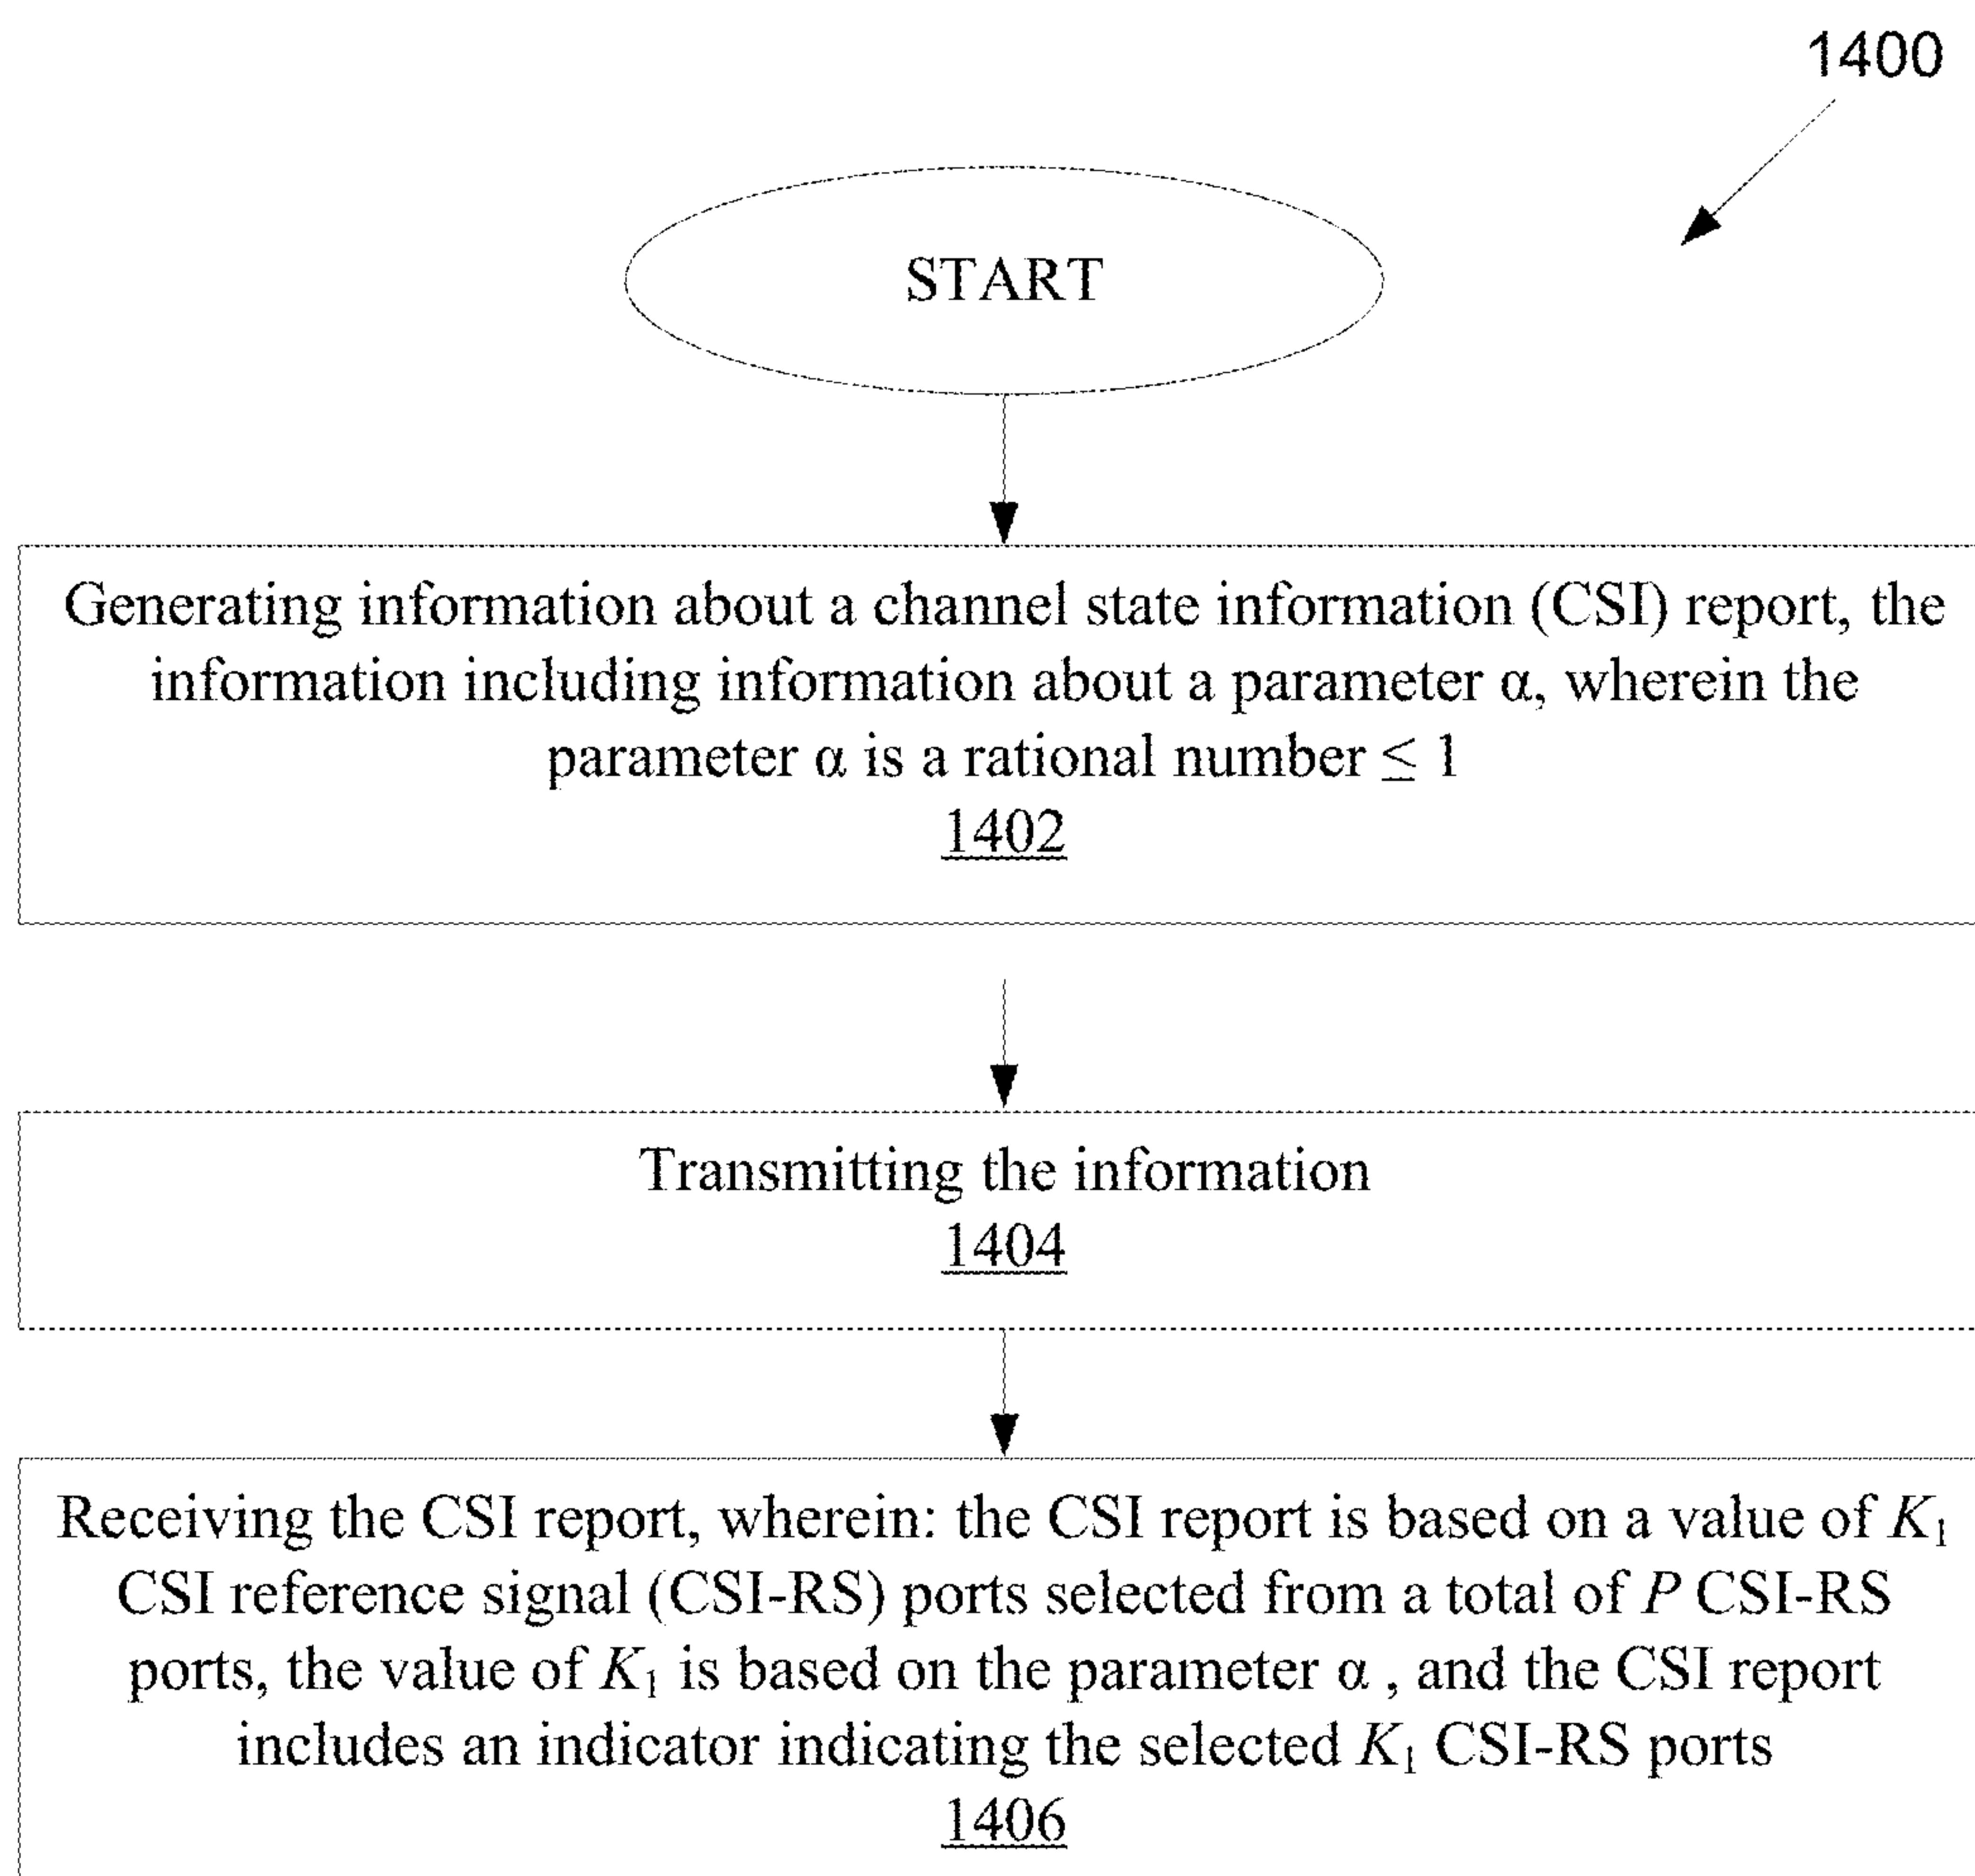 1400
START
Generating information about a channel state information (CSI) report, the
information including information about a parameter α, wherein the
parameter α is a rational number ≤ 1
1402
Transmitting the information
1404
Receiving the CSI report, wherein: the CSI report is based on a value of K₁
CSI reference signal (CSI-RS) ports selected from a total of P CSI-RS
ports, the value of K₁ is based on the parameter α , and the CSI report
includes an indicator indicating the selected K₁ CSI-RS ports
1406